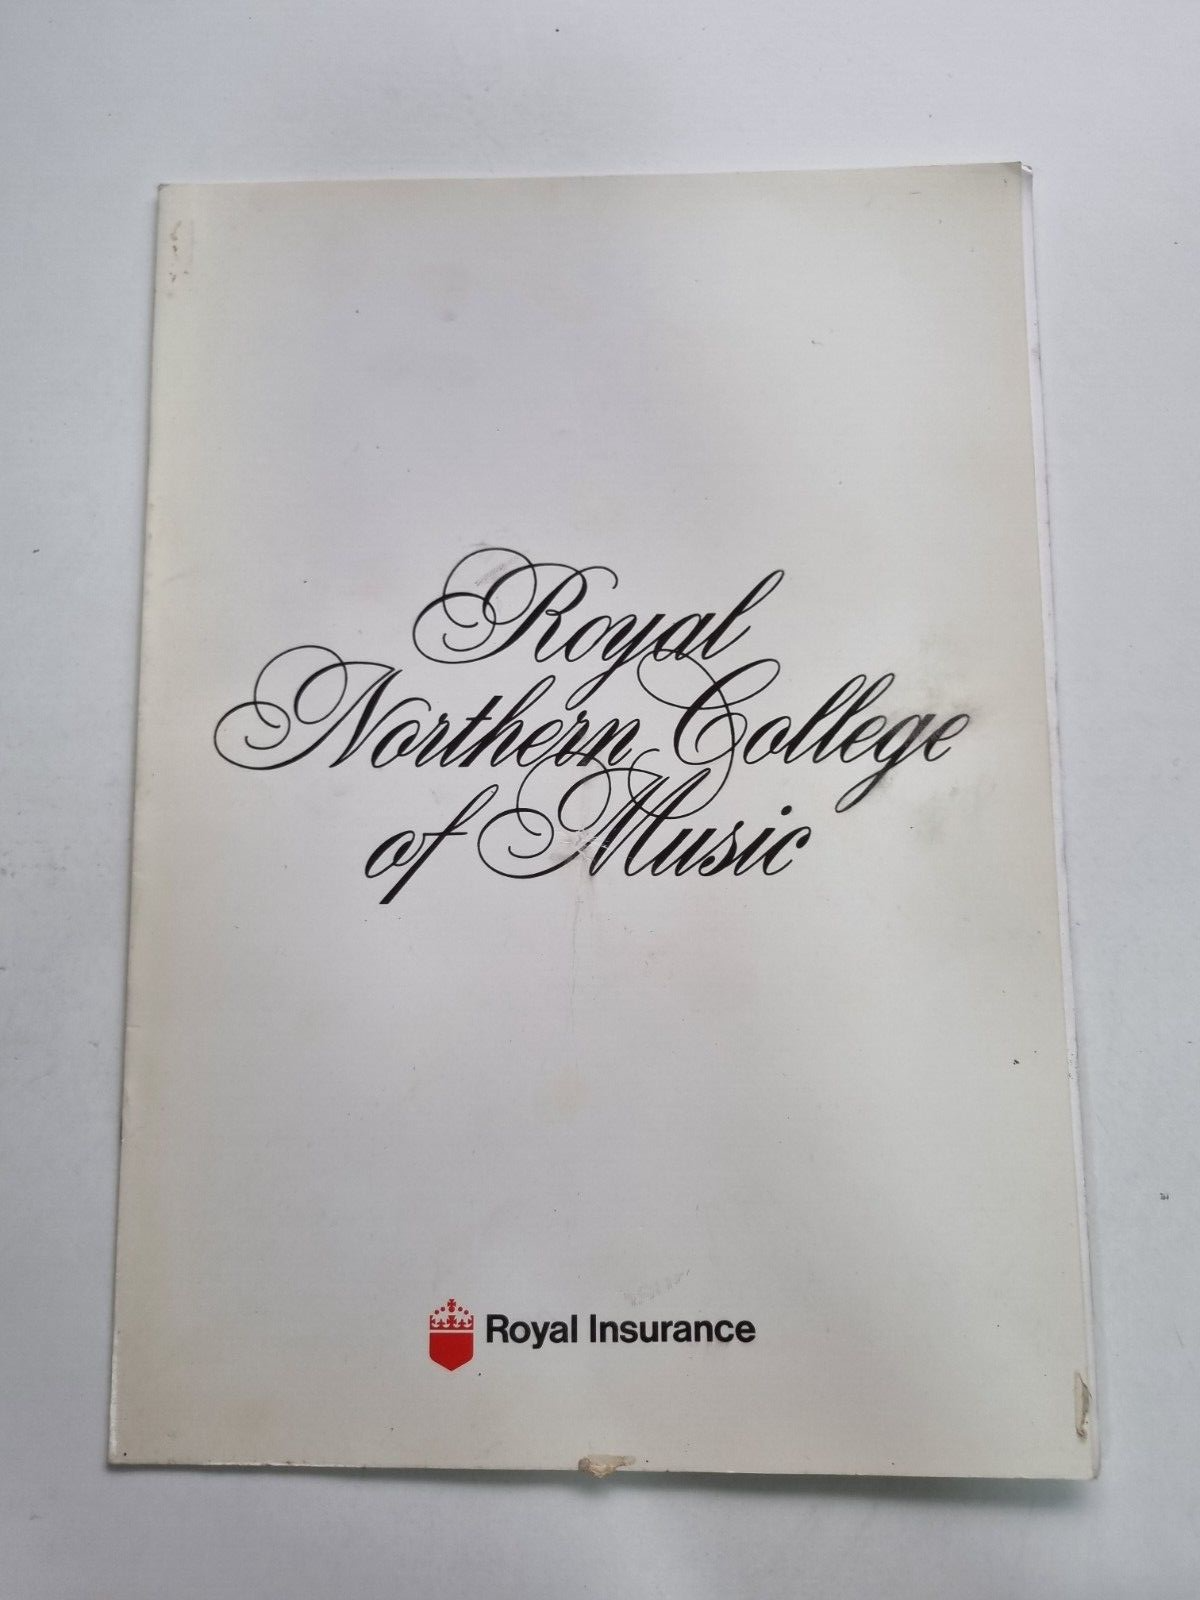 Royal
Northern College
of Music
Royal Insurance